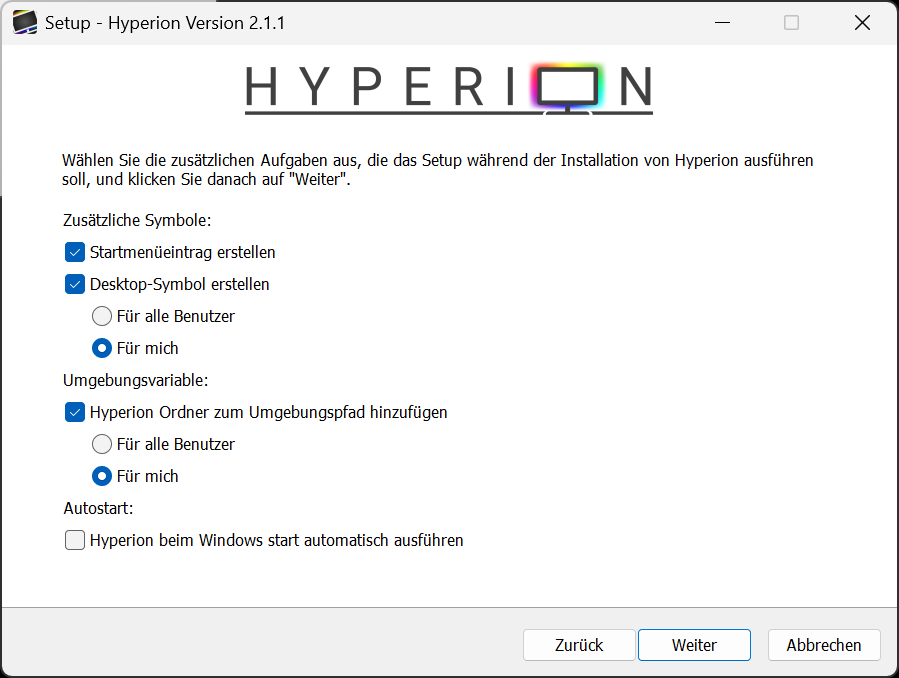 Setup - Hyperion Version 2.1.1
HYPERION
Wählen Sie die zusätzlichen Aufgaben aus, die das Setup während der Installation von Hyperion ausführen
soll, und klicken Sie danach auf "Weiter".
Zusätzliche Symbole:
Startmenüeintrag erstellen
Desktop-Symbol erstellen
Für alle Benutzer
Für mich
Umgebungsvariable:
Hyperion Ordner zum Umgebungspfad hinzufügen
Für alle Benutzer
Für mich
Autostart:
Hyperion beim Windows start automatisch ausführen
Zurück Weiter Abbrechen